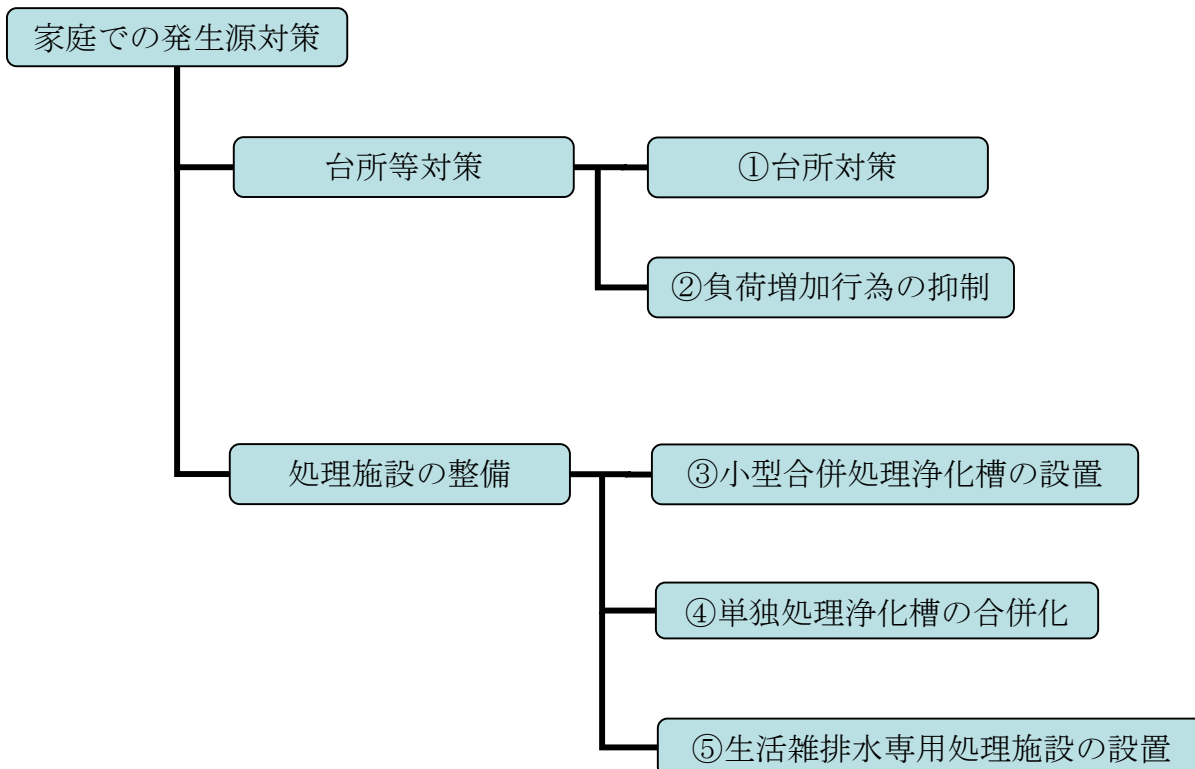 家庭での発生源対策
台所等対策
①台所対策
②負荷増加行為の抑制
処理施設の整備
③小型合併処理浄化槽の設置
④単独処理浄化槽の合併化
⑤生活雑排水専用処理施設の設置